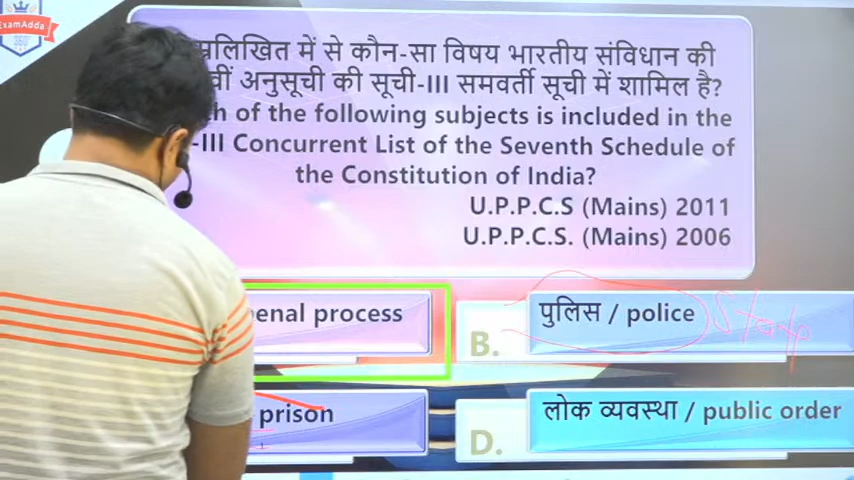 ExamAdda
म्नलिखित में से कौन-सा विषय भारतीय संविधान की
वीं अनुसूची की सूची-III समवर्ती सूची में शामिल है?
ch of the following subjects is included in the
-III Concurrent List of the Seventh Schedule of
the Constitution of India?
U.P.P.C.S (Mains) 2011
U.P.P.C.S. (Mains) 2006
penal process
B. पुलिस / police
prison
D. लोक व्यवस्था / public order